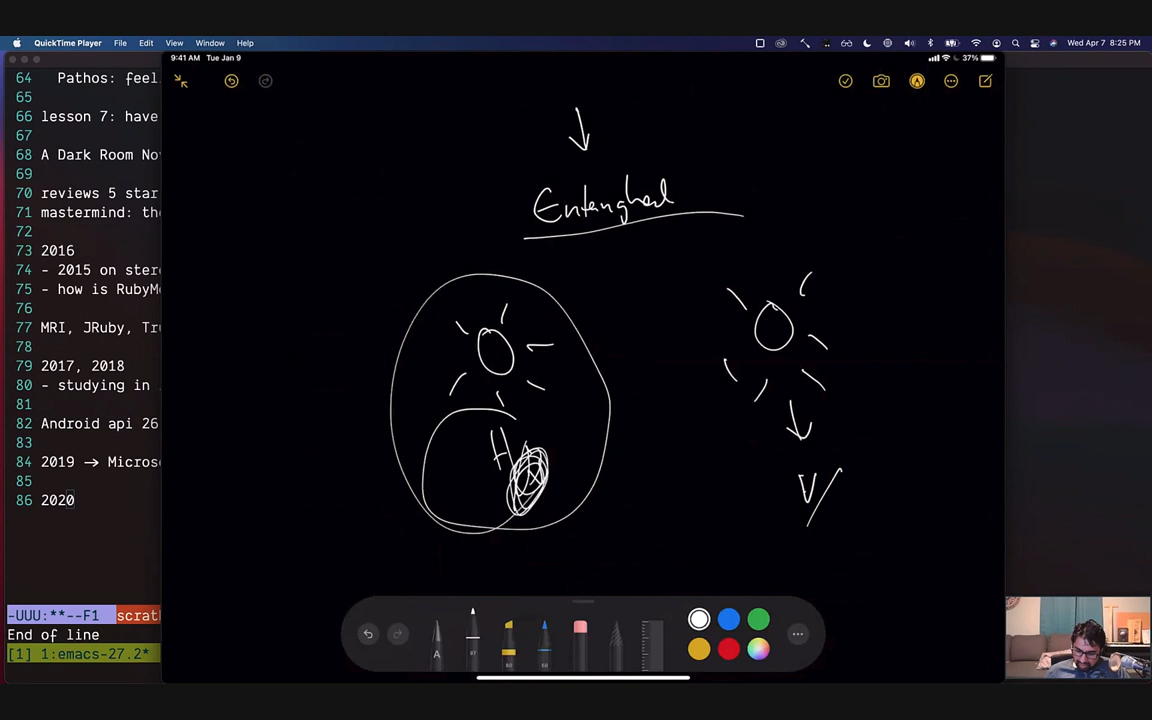 QuickTime Player File Edit View Window Help
Wed Apr 7 8:25 PM
9:41 AM Tue Jan 9
37%
64 Pathos: feel
65
66 lesson 7: have
67
68 A Dark Room No
69
70 reviews 5 star
71 mastermind: th
72
73 2016
74 - 2015 on ster
75 - how is RubyM
76
77 MRI, JRuby, Tr
78
79 2017, 2018
80 - studying in
81
82 Android api 26
83
84 2019 -> Micros
85
86 2020
-UUU:**--F1 scrat
End of line
[1] 1:emacs-27.2*
Entangled
H
V
A
80